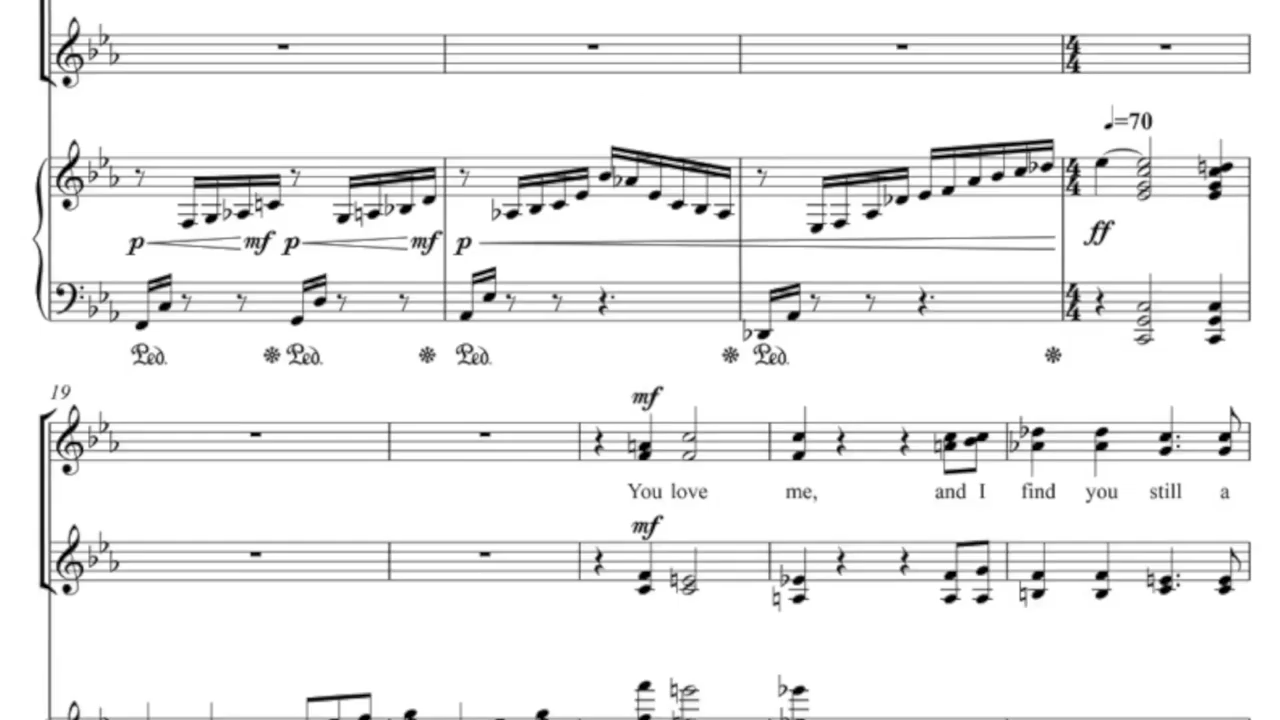 ♩=70
p mf p mf p ff
Ped. * Ped. * Ped. * Ped. *
19
mf
You love me, and I find you still a
mf